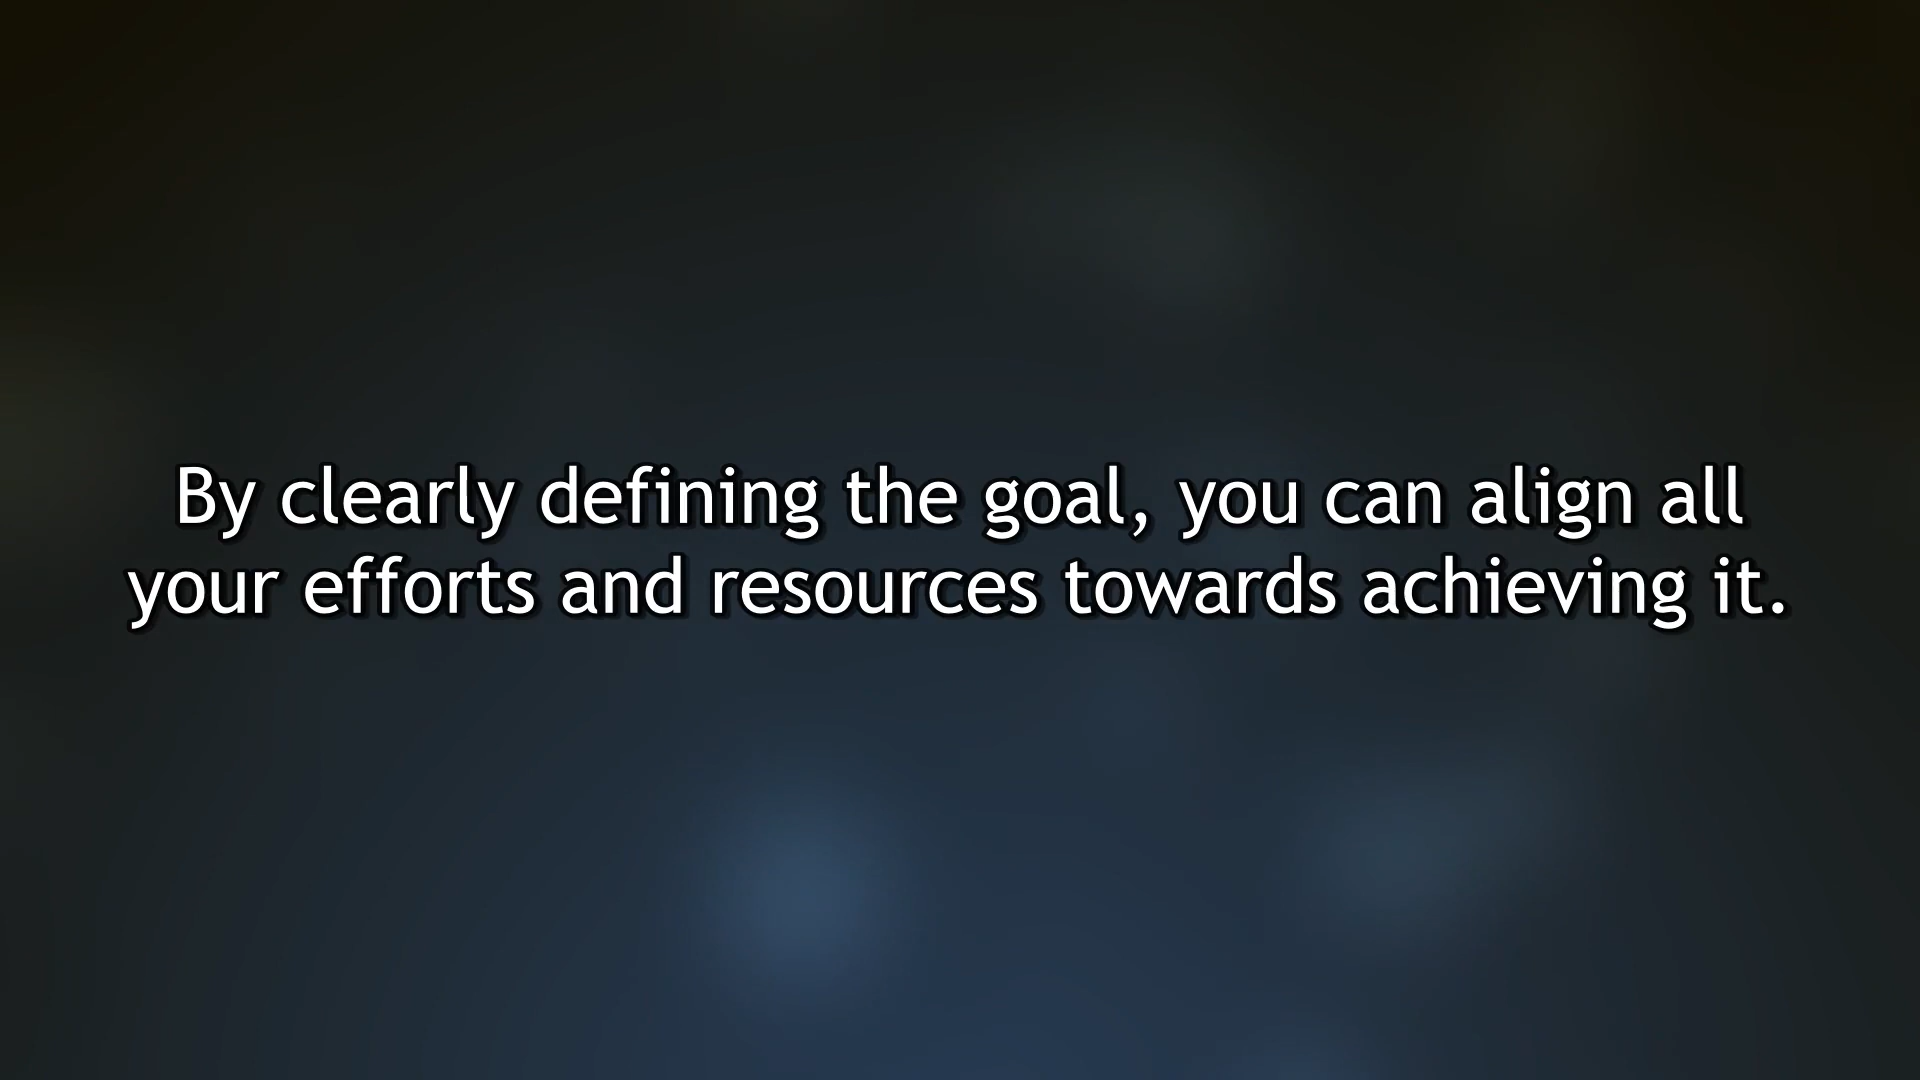 By clearly defining the goal, you can align all
your efforts and resources towards achieving it.